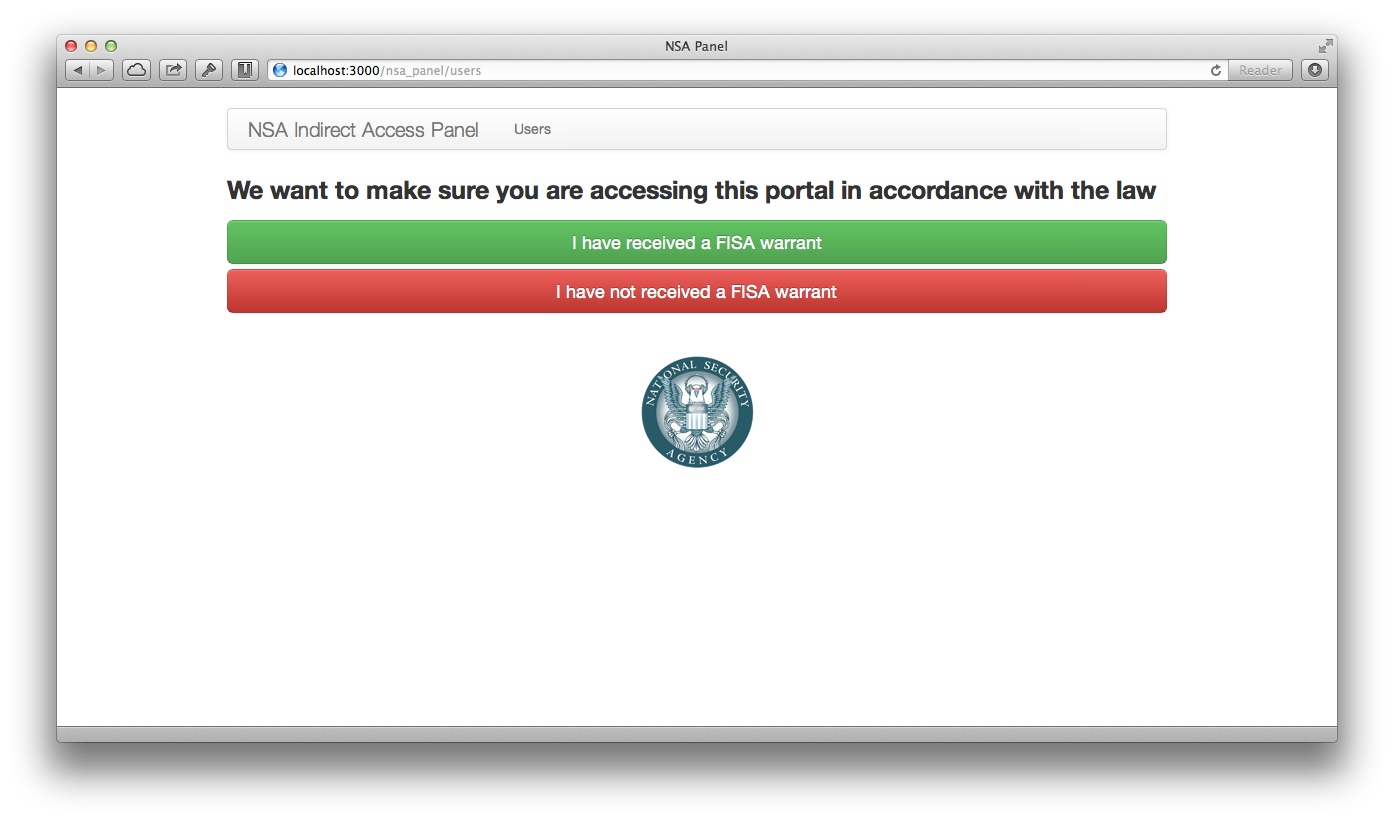 NSA Panel
localhost:3000/nsa_panel/users
Reader
NSA Indirect Access Panel
Users
We want to make sure you are accessing this portal in accordance with the law
I have received a FISA warrant
I have not received a FISA warrant
NATIONAL SECURITY
AGENCY